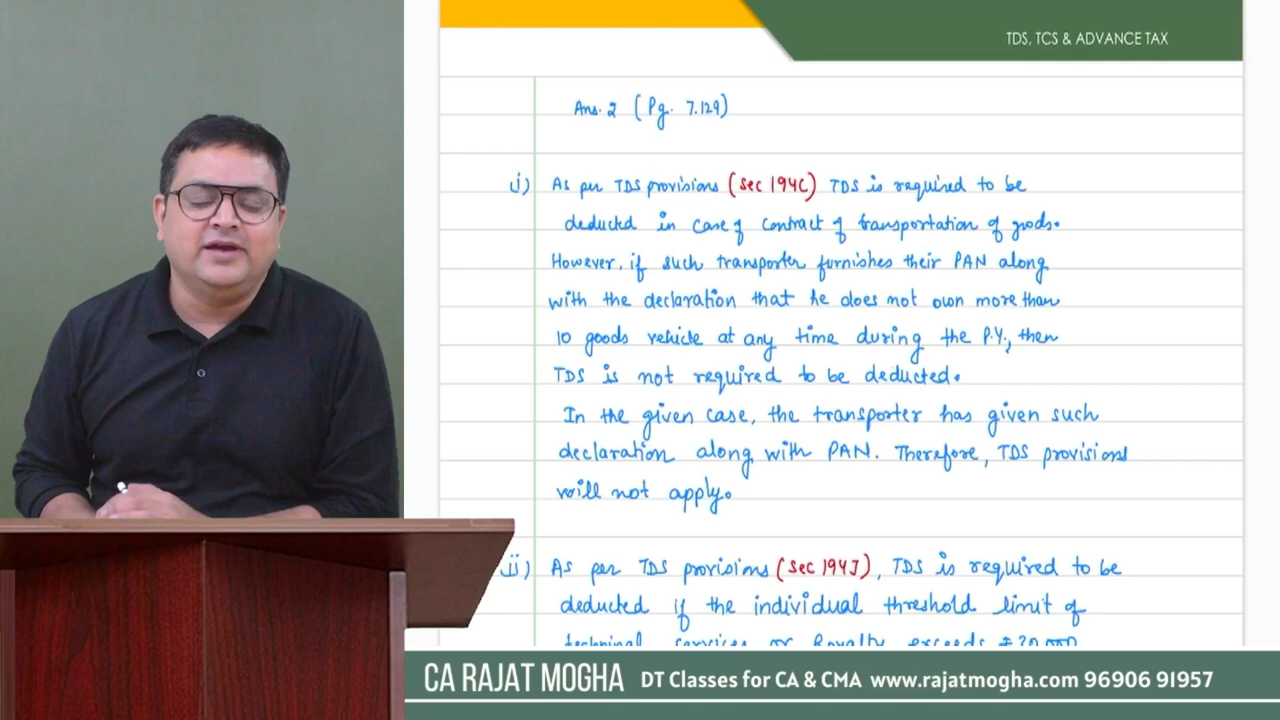 TDS, TCS & ADVANCE TAX
Ans. 2 (Pg. 7.129)
i) As per TDS provisions (Sec 194C) TDS is required to be
deducted in case of contract of transportation of goods.
However, if such transporter furnishes their PAN along
with the declaration that he does not own more than
10 goods vehicle at any time during the P.Y., then
TDS is not required to be deducted.
In the given case, the transporter has given such
declaration along with PAN. Therefore, TDS provisions
will not apply.
ii) As per TDS provisions (Sec 194J), TDS is required to be
deducted if the individual threshold limit of
technical services or Royalty exceeds
CA RAJAT MOGHA DT Classes for CA & CMA www.rajatmogha.com 96906 91957